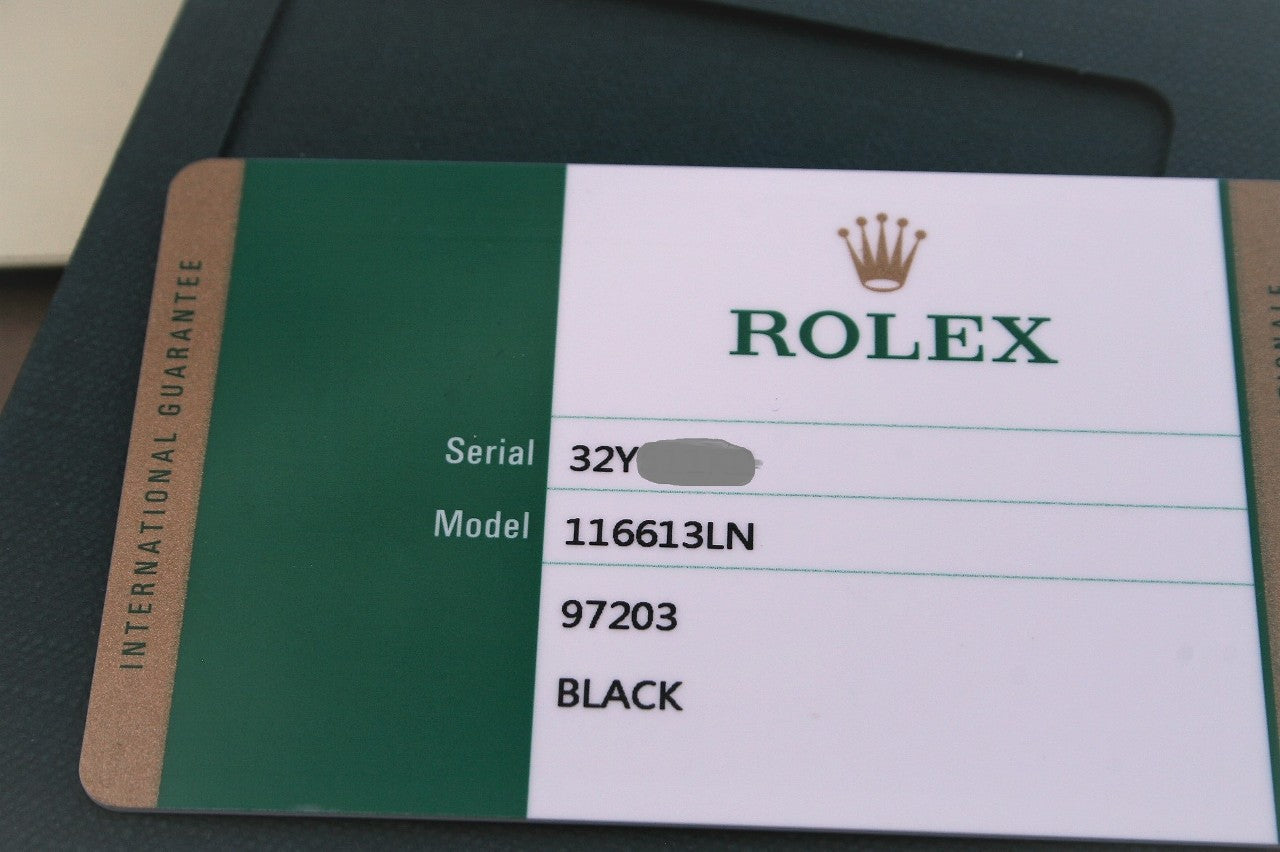 INTERNATIONAL GUARANTEE
ROLEX
Serial 32Y
Model 116613LN
97203
BLACK